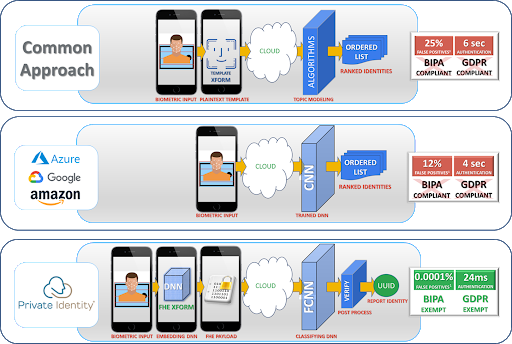 Common
Approach
TEMPLATE
XFORM
CLOUD
ALGORITHMS
ORDERED
LIST
RANKED IDENTITIES
BIOMETRIC INPUT
PLAINTEXT TEMPLATE
TOPIC MODELING
25%
FALSE POSITIVES¹
6 sec
AUTHENTICATION
BIPA
COMPLIANT
GDPR
COMPLIANT
Azure
Google
amazon
CLOUD
CNN
ORDERED
LIST
RANKED IDENTITIES
BIOMETRIC INPUT
TRAINED DNN
12%
FALSE POSITIVES¹
4 sec
AUTHENTICATION
BIPA
COMPLIANT
GDPR
COMPLIANT
Private Identity
DNN
FHE XFORM
CLOUD
FCNN
VERIFY
UUID
REPORT IDENTITY
POST PROCESS
BIOMETRIC INPUT
EMBEDDING DNN
FHE PAYLOAD
CLASSIFYING DNN
0.0001%
FALSE POSITIVES¹
24ms
AUTHENTICATION
BIPA
EXEMPT
GDPR
EXEMPT